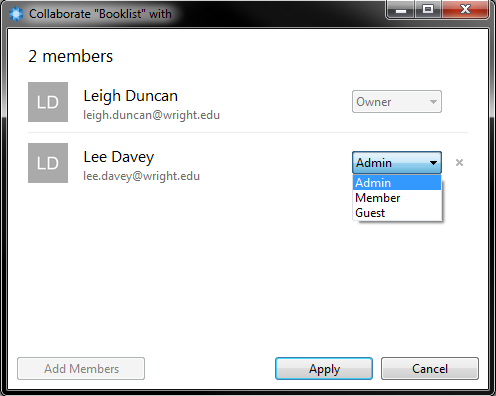 Collaborate "Booklist" with
2 members
LD
Leigh Duncan
leigh.duncan@wright.edu
Owner
LD
Lee Davey
lee.davey@wright.edu
Admin
Admin
Member
Guest
Add Members
Apply
Cancel